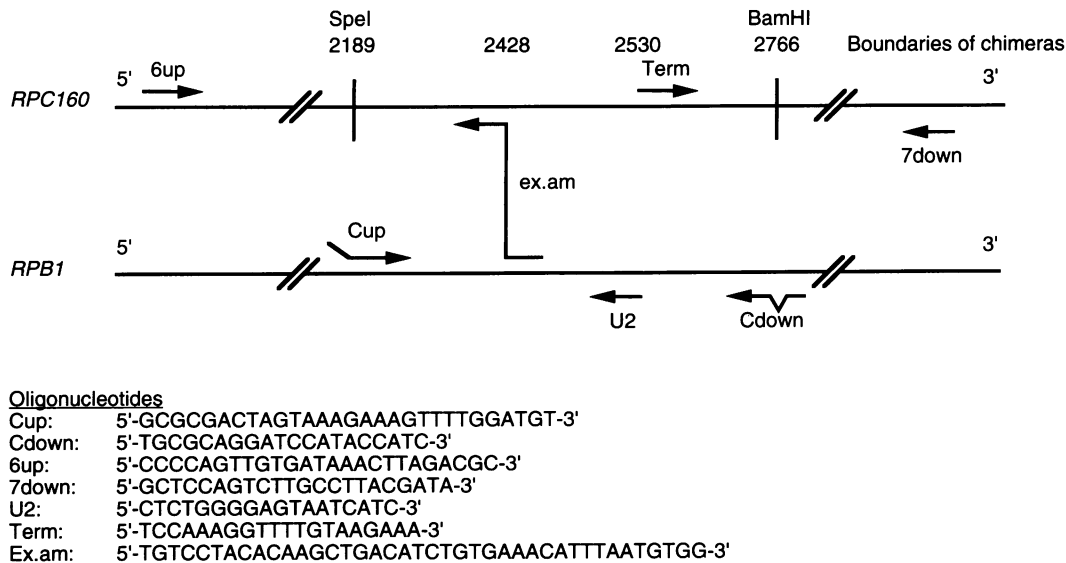 SpeI BamHI
2189 2428 2530 2766 Boundaries of chimeras
5' 6up Term 3'
RPC160
7down
ex.am
5' Cup 3'
RPB1
U2 Cdown
Oligonucleotides
Cup: 5'-GCGCGACTAGTAAAGAAAGTTTTGGATGT-3'
Cdown: 5'-TGCGCAGGATCCATACCATC-3'
6up: 5'-CCCCAGTTGTGATAAACTTAGACGC-3'
7down: 5'-GCTCCAGTCTTGCCTTACGATA-3'
U2: 5'-CTCTGGGGAGTAATCATC-3'
Term: 5'-TCCAAAGGTTTTGTAAGAAA-3'
Ex.am: 5'-TGTCCTACACAAGCTGACATCTGTGAAACATTTAATGTGG-3'